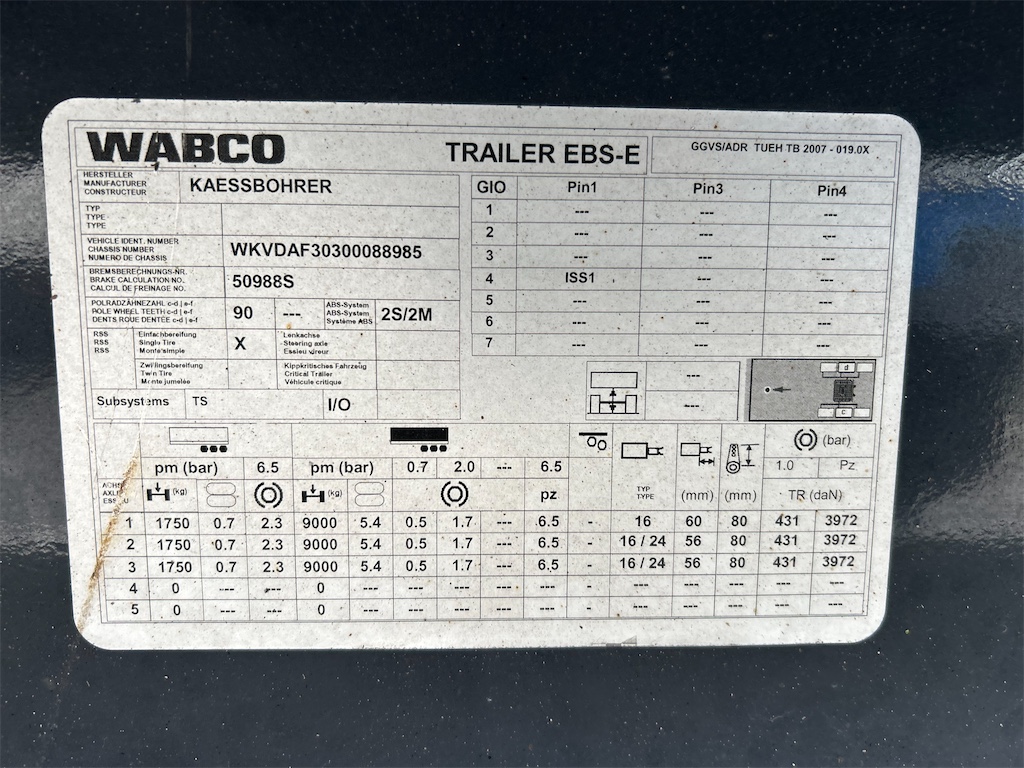 WABCO
TRAILER EBS-E
GGVS/ADR TUEH TB 2007 - 019.0X
HERSTELLER
MANUFACTURER
CONSTRUCTEUR
KAESSBOHRER
TYP
TYPE
TYPE
VEHICLE IDENT. NUMBER
CHASSIS NUMBER
NUMERO DE CHASSIS
WKVDAF30300088985
BREMSBERECHNUNGS-NR.
BRAKE CALCULATION NO.
CALCUL DE FREINAGE NO.
50988S
POLRADZÄHNEZAHL c-d | e-f
POLE WHEEL TEETH c-d | e-f
DENTS ROUE DENTÉE c-d | e-f
90 ---
ABS-System
ABS-System
Système ABS
2S/2M
RSS
RSS
RSS
Einfachbereifung
Single Tire
Monte simple
X
Lenkachse
Steering axle
Essieu vireur
Zwillingsbereifung
Twin Tire
Monte jumelée
Kippkritisches Fahrzeug
Critical Trailer
Véhicule critique
Subsystems TS I/O
GIO Pin1 Pin3 Pin4
1 --- --- ---
2 --- --- ---
3 --- --- ---
4 ISS1 --- ---
5 --- --- ---
6 --- --- ---
7 --- --- ---
---
---
d
c
pm (bar) 6.5 pm (bar) 0.7 2.0 --- 6.5
(bar)
1.0 Pz
(kg) (kg) pz
TYP
TYPE
(mm) (mm) TR (daN)
1 1750 0.7 2.3 9000 5.4 0.5 1.7 --- 6.5 - 16 60 80 431 3972
2 1750 0.7 2.3 9000 5.4 0.5 1.7 --- 6.5 - 16 / 24 56 80 431 3972
3 1750 0.7 2.3 9000 5.4 0.5 1.7 --- 6.5 - 16 / 24 56 80 431 3972
4 0 --- --- 0 --- --- --- --- --- - --- --- --- --- ---
5 0 --- --- 0 --- --- --- --- --- - --- --- --- --- ---